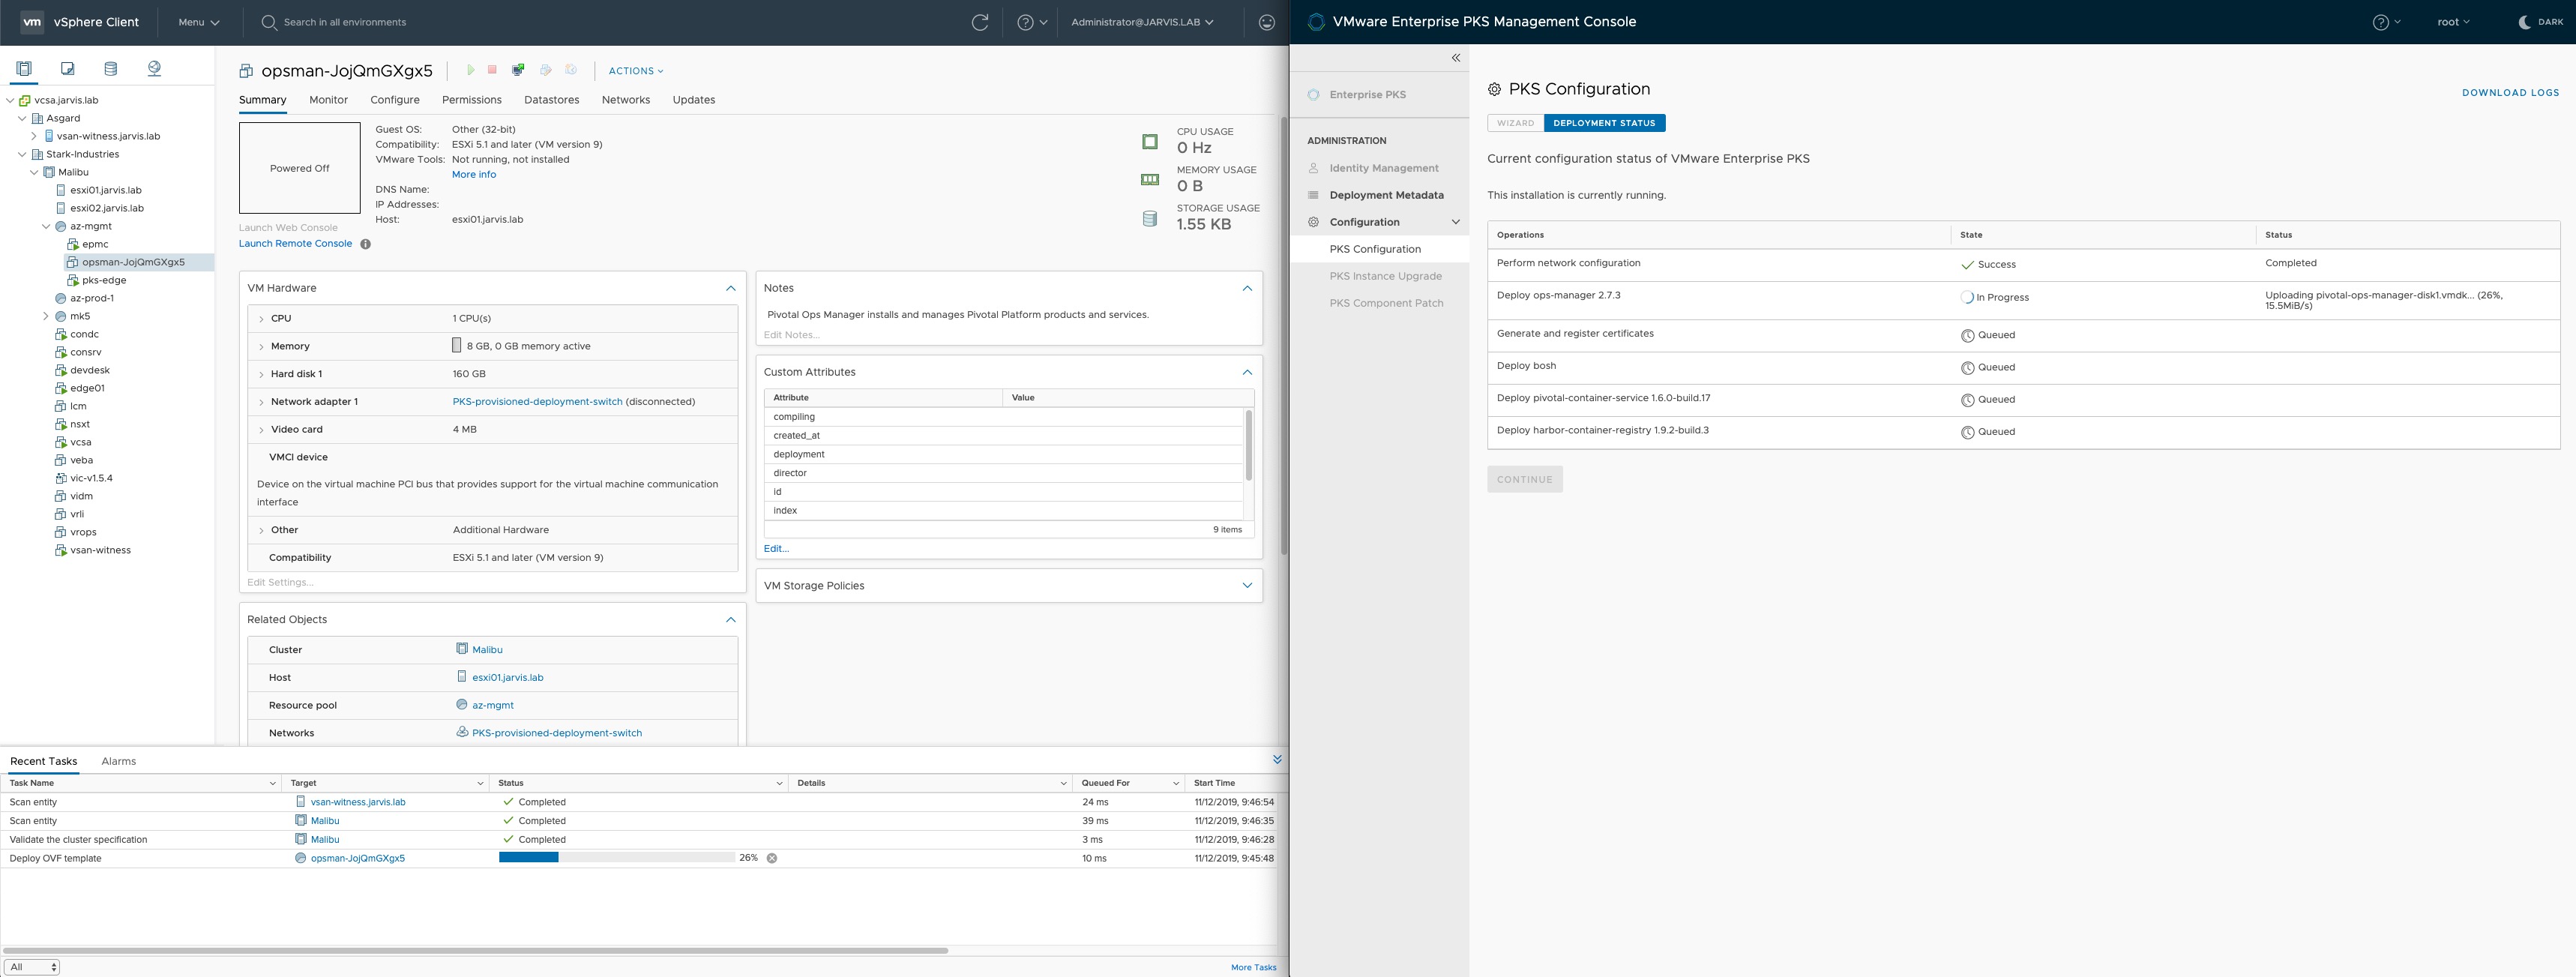 vm vSphere Client Menu Search in all environments Administrator@JARVIS.LAB
vcsa.jarvis.lab
Asgard
vsan-witness.jarvis.lab
Stark-Industries
Malibu
esxi01.jarvis.lab
esxi02.jarvis.lab
az-mgmt
epmc
opsman-JojQmGXgx5
pks-edge
az-prod-1
mk5
condc
consrv
devdesk
edge01
lcm
nsxt
vcsa
veba
vic-v1.5.4
vidm
vrli
vrops
vsan-witness
opsman-JojQmGXgx5 ACTIONS
Summary Monitor Configure Permissions Datastores Networks Updates
Powered Off
Launch Web Console
Launch Remote Console
Guest OS: Other (32-bit)
Compatibility: ESXi 5.1 and later (VM version 9)
VMware Tools: Not running, not installed
More info
DNS Name:
IP Addresses:
Host: esxi01.jarvis.lab
CPU USAGE
0 Hz
MEMORY USAGE
0 B
STORAGE USAGE
1.55 KB
VM Hardware
CPU 1 CPU(s)
Memory 8 GB, 0 GB memory active
Hard disk 1 160 GB
Network adapter 1 PKS-provisioned-deployment-switch (disconnected)
Video card 4 MB
VMCI device
Device on the virtual machine PCI bus that provides support for the virtual machine communication
interface
Other Additional Hardware
Compatibility ESXi 5.1 and later (VM version 9)
Edit Settings...
Related Objects
Cluster Malibu
Host esxi01.jarvis.lab
Resource pool az-mgmt
Networks PKS-provisioned-deployment-switch
Notes
Pivotal Ops Manager installs and manages Pivotal Platform products and services.
Edit Notes...
Custom Attributes
Attribute Value
compiling
created_at
deployment
director
id
index
9 items
Edit...
VM Storage Policies
Recent Tasks Alarms
Task Name Target Status Details Queued For Start Time
Scan entity vsan-witness.jarvis.lab Completed 24 ms 11/12/2019, 9:46:54
Scan entity Malibu Completed 39 ms 11/12/2019, 9:46:35
Validate the cluster specification Malibu Completed 3 ms 11/12/2019, 9:46:28
Deploy OVF template opsman-JojQmGXgx5 26% 10 ms 11/12/2019, 9:45:48
All More Tasks
VMware Enterprise PKS Management Console root DARK
Enterprise PKS
ADMINISTRATION
Identity Management
Deployment Metadata
Configuration
PKS Configuration
PKS Instance Upgrade
PKS Component Patch
PKS Configuration
DOWNLOAD LOGS
WIZARD DEPLOYMENT STATUS
Current configuration status of VMware Enterprise PKS
This installation is currently running.
Operations State Status
Perform network configuration Success Completed
Deploy ops-manager 2.7.3 In Progress Uploading pivotal-ops-manager-disk1.vmdk... (26%,
15.5MiB/s)
Generate and register certificates Queued
Deploy bosh Queued
Deploy pivotal-container-service 1.6.0-build.17 Queued
Deploy harbor-container-registry 1.9.2-build.3 Queued
CONTINUE